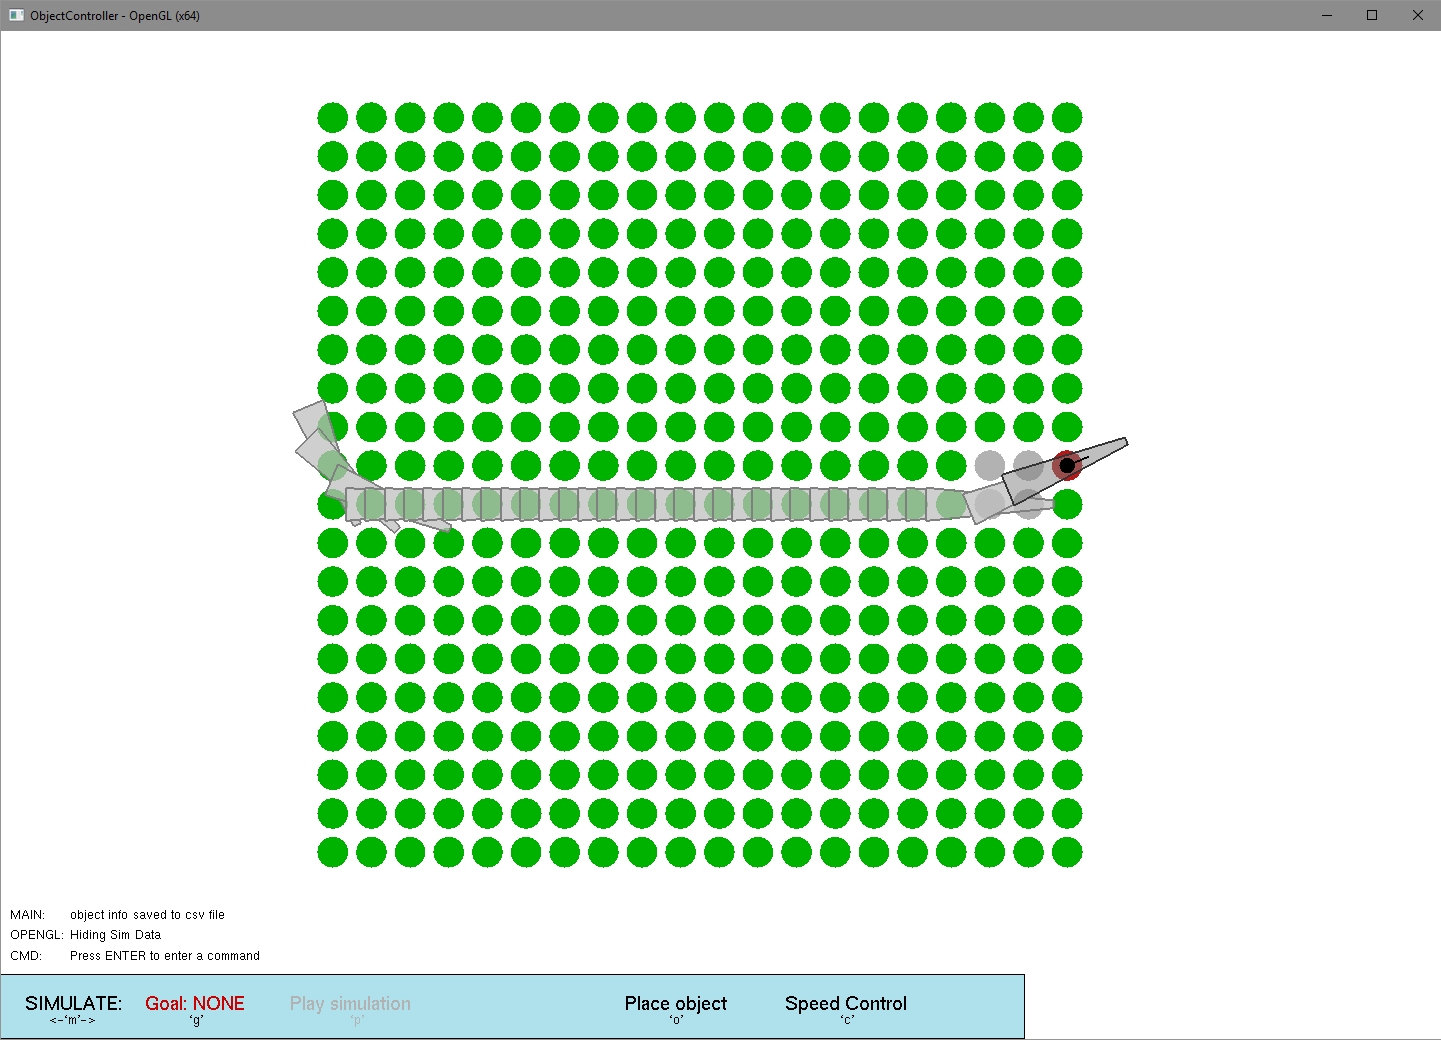 ObjectController - OpenGL (x64)
MAIN: object info saved to csv file
OPENGL: Hiding Sim Data
CMD: Press ENTER to enter a command
SIMULATE: Goal: NONE Play simulation Place object Speed Control
<-'m'-> 'g' 'p' 'o' 'c'